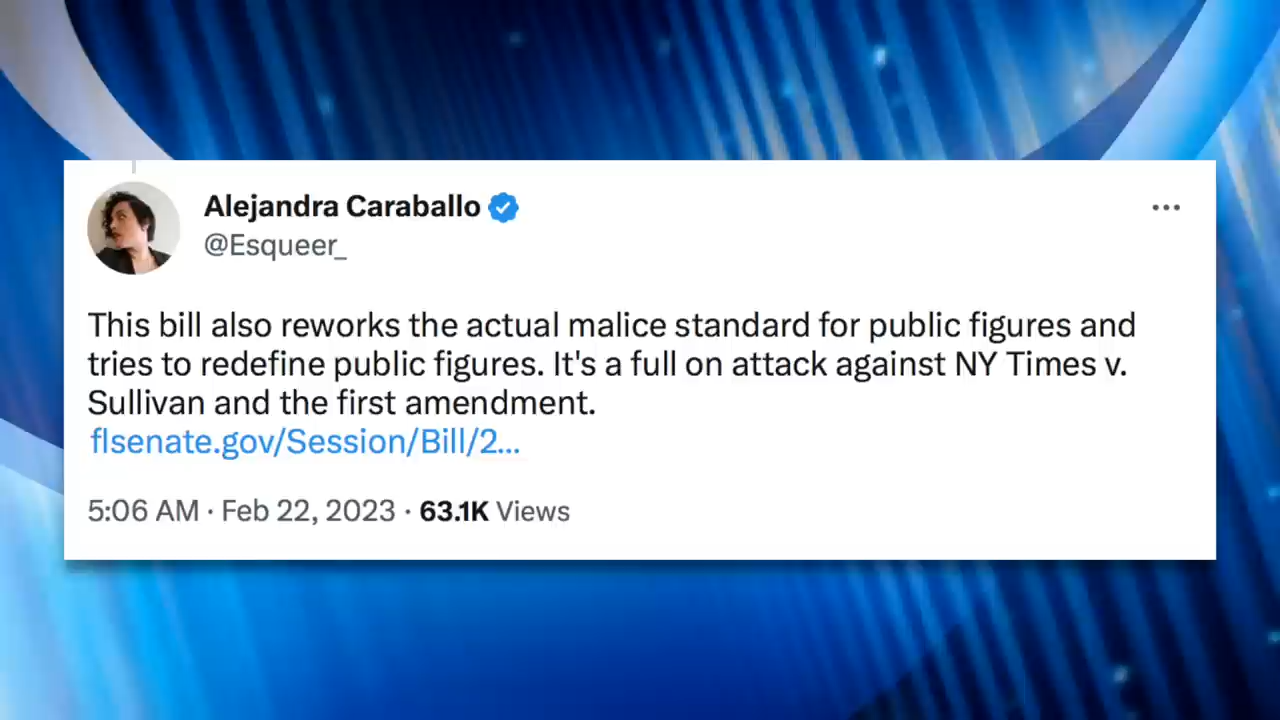 Alejandra Caraballo
@Esqueer_
This bill also reworks the actual malice standard for public figures and
tries to redefine public figures. It's a full on attack against NY Times v.
Sullivan and the first amendment.
flsenate.gov/Session/Bill/2...
5:06 AM · Feb 22, 2023 · 63.1K Views